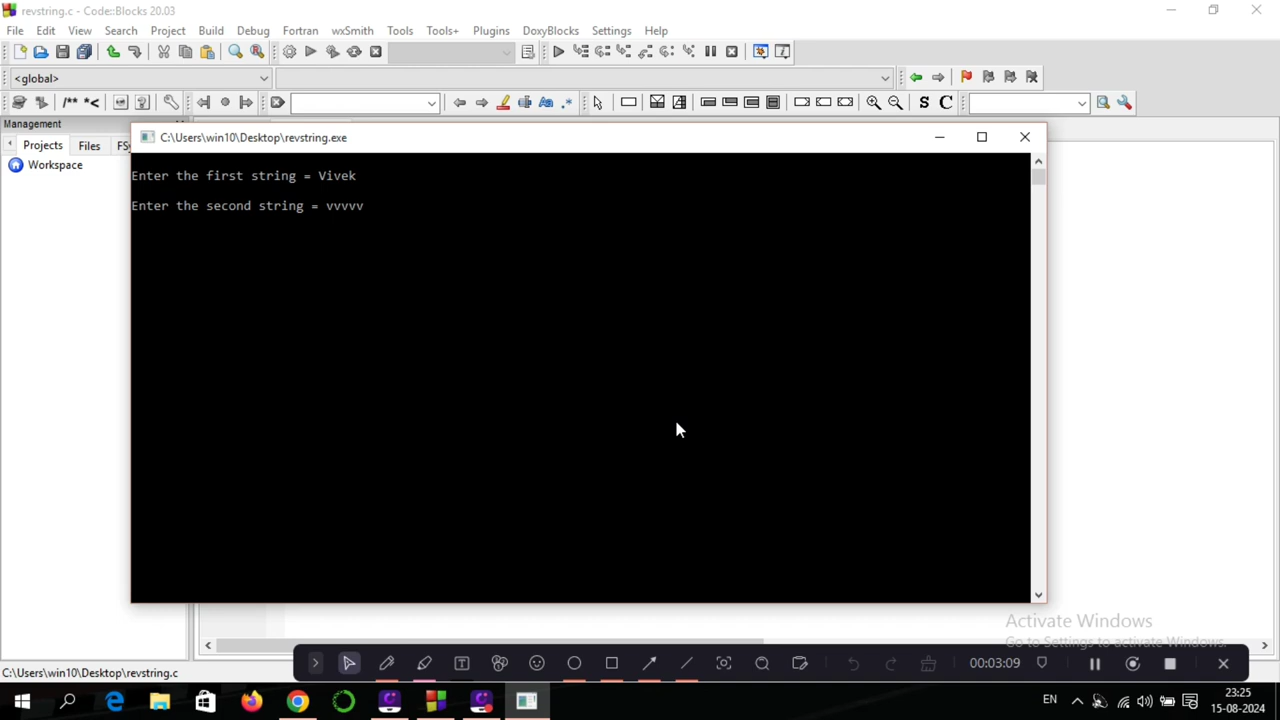 revstring.c - Code::Blocks 20.03
File Edit View Search Project Build Debug Fortran wxSmith Tools Tools+ Plugins DoxyBlocks Settings Help
<global>
/** *<
S C
Management
Projects Files FSy
Workspace
C:\Users\win10\Desktop\revstring.exe
Enter the first string = Vivek
Enter the second string = vvvvv
Activate Windows
Go to Settings to activate Windows.
00:03:09
C:\Users\win10\Desktop\revstring.c
EN
23:25
15-08-2024